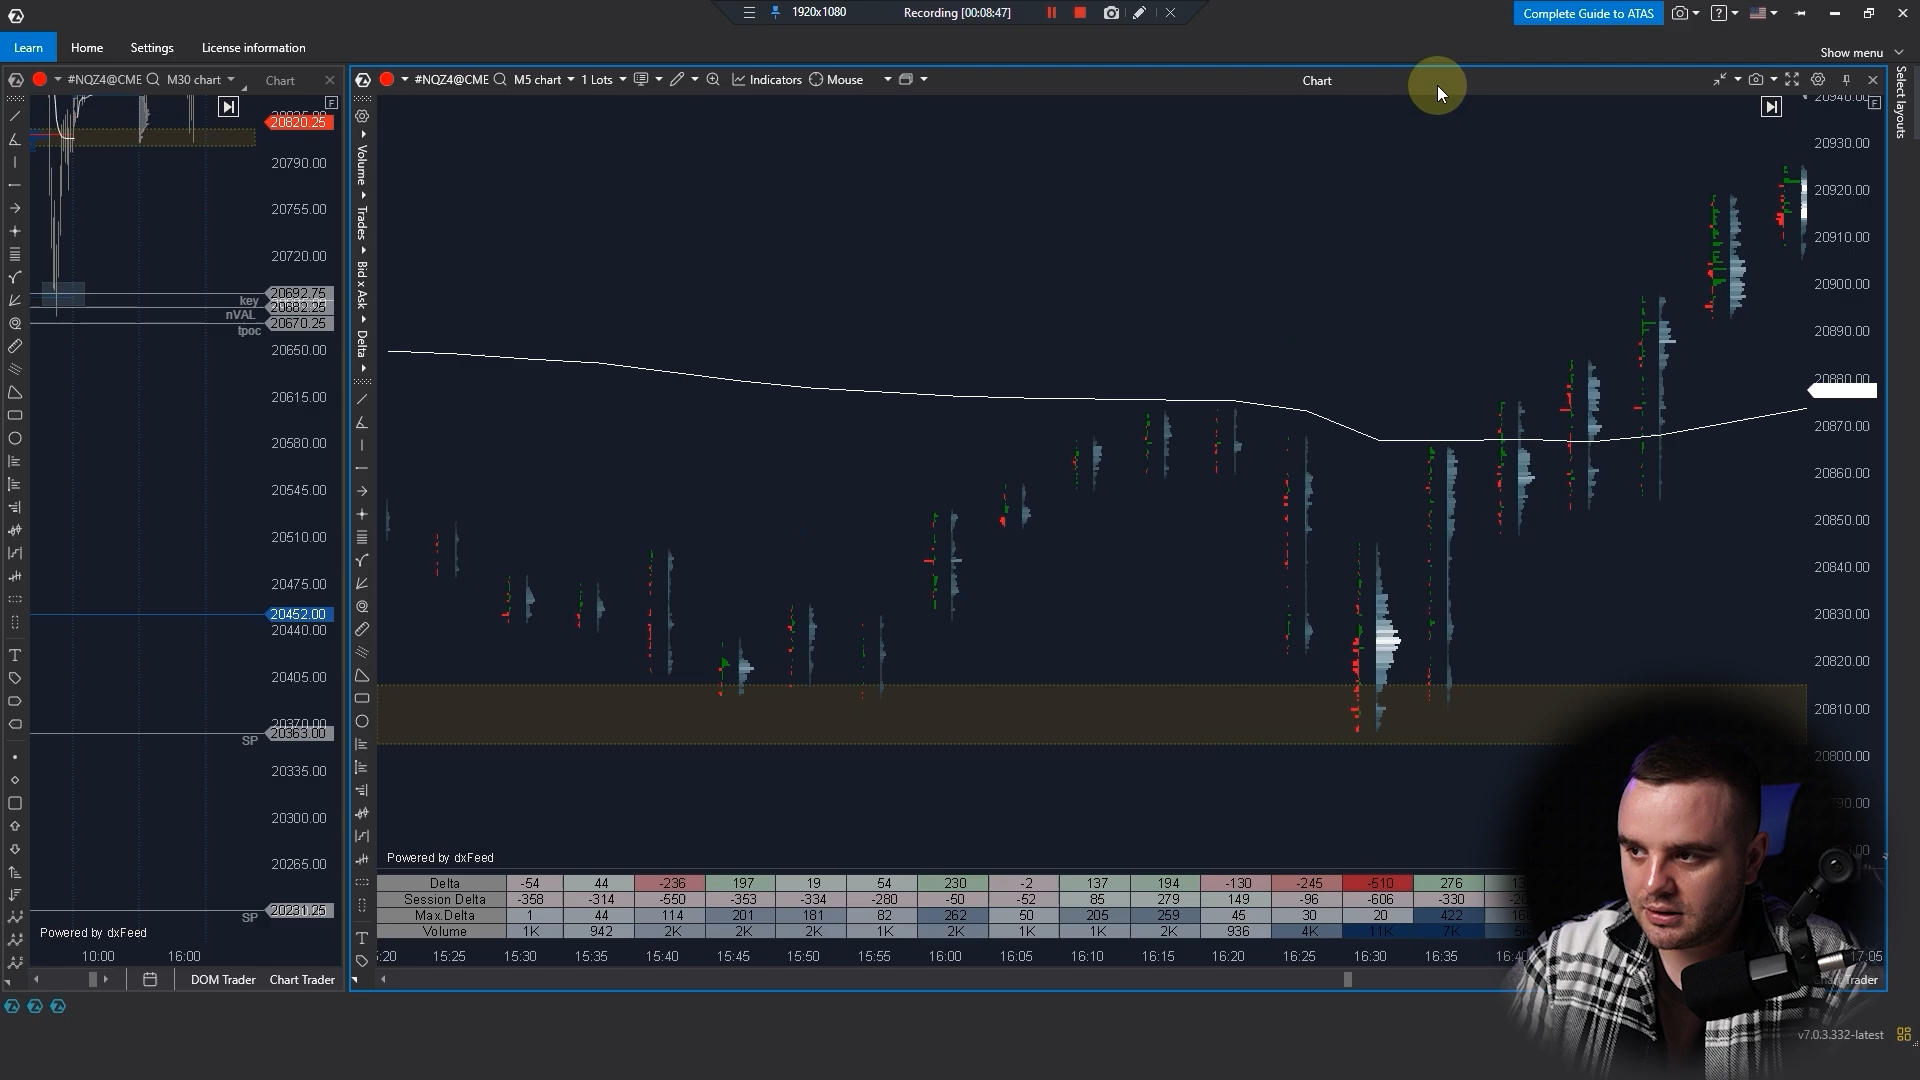 1920x1080
Recording [00:08:47]
Complete Guide to ATAS
Learn
Home
Settings
License information
Show menu
Select layouts
#NQZ4@CME
M30 chart
Chart
20820.25
20790.00
20755.00
20720.00
20692.75
key
20682.25
nVAL
20670.25
tpoc
20650.00
20615.00
20580.00
20545.00
20510.00
20475.00
20452.00
20440.00
20405.00
20370.00
20363.00
SP
20335.00
20300.00
20265.00
20231.25
SP
Powered by dxFeed
10:00
16:00
DOM Trader
Chart Trader
#NQZ4@CME
M5 chart
1 Lots
Indicators
Mouse
Chart
F
Volume
Trades
Bid x Ask
Delta
20940.00
20930.00
20920.00
20910.00
20900.00
20890.00
20880.00
20870.00
20860.00
20850.00
20840.00
20830.00
20820.00
20810.00
20800.00
Powered by dxFeed
Delta -54 44 -236 197 19 54 230 -2 137 194 -130 -245 -510 276
Session Delta -358 -314 -550 -353 -334 -280 -50 -52 85 279 149 -96 -606 -330
Max.Delta 1 44 114 201 181 82 262 1 205 259 45 30 20 422
Volume 1K 942 2K 2K 2K 1K 2K 1K 1K 2K 936 4K 11K 7K
:20 15:25 15:30 15:35 15:40 15:45 15:50 15:55 16:00 16:05 16:10 16:15 16:20 16:25 16:30 16:35 16:40 17:05
v7.0.3.332-latest